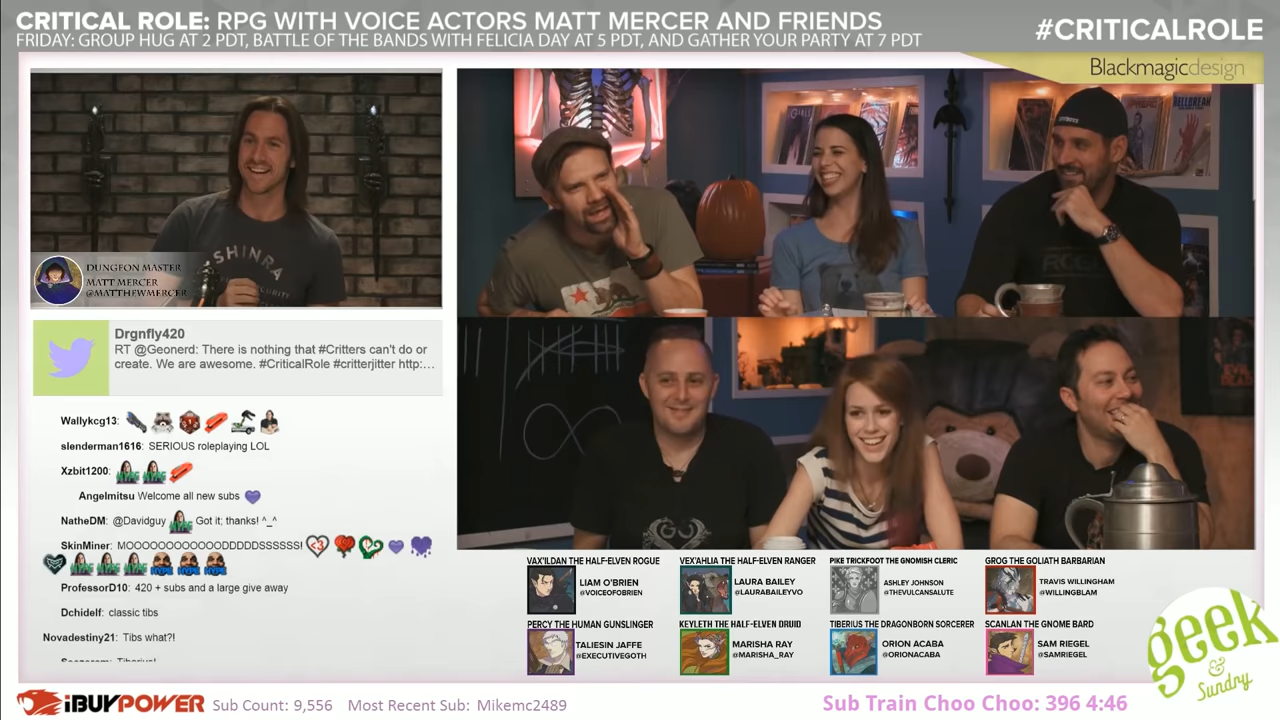 CRITICAL ROLE: RPG WITH VOICE ACTORS MATT MERCER AND FRIENDS
FRIDAY: GROUP HUG AT 2 PDT, BATTLE OF THE BANDS WITH FELICIA DAY AT 5 PDT, AND GATHER YOUR PARTY AT 7 PDT
#CRITICALROLE
Blackmagicdesign
SHINRA
DUNGEON MASTER
MATT MERCER
@MATTHEWMERCER
Drgnfly420
RT @Geonerd: There is nothing that #Critters can't do or
create. We are awesome. #CriticalRole #critterjitter http:...
Wallykcg13:
slenderman1616: SERIOUS roleplaying LOL
Xzbit1200:
Angelmitsu Welcome all new subs
NatheDM: @Davidguy Got it; thanks! ^_^
SkinMiner: MOOOOOOOOOOOODDDDDSSSSSS!
ProfessorD10: 420 + subs and a large give away
Dchidelf: classic tibs
Novadestiny21: Tibs what?!
VAX'ILDAN THE HALF-ELVEN ROGUE
LIAM O'BRIEN
@VOICEOFOBRIEN
VEX'AHLIA THE HALF-ELVEN RANGER
LAURA BAILEY
@LAURABAILEYVO
PIKE TRICKFOOT THE GNOMISH CLERIC
ASHLEY JOHNSON
@THEVULCANSALUTE
GROG THE GOLIATH BARBARIAN
TRAVIS WILLINGHAM
@WILLINGBLAM
PERCY THE HUMAN GUNSLINGER
TALIESIN JAFFE
@EXECUTIVEGOTH
KEYLETH THE HALF-ELVEN DRUID
MARISHA RAY
@MARISHA_RAY
TIBERIUS THE DRAGONBORN SORCERER
ORION ACABA
@ORIONACABA
SCANLAN THE GNOME BARD
SAM RIEGEL
@SAMRIEGEL
geek
&
Sundry
iBUYPOWER
Sub Count: 9,556 Most Recent Sub: Mikemc2489
Sub Train Choo Choo: 396 4:46